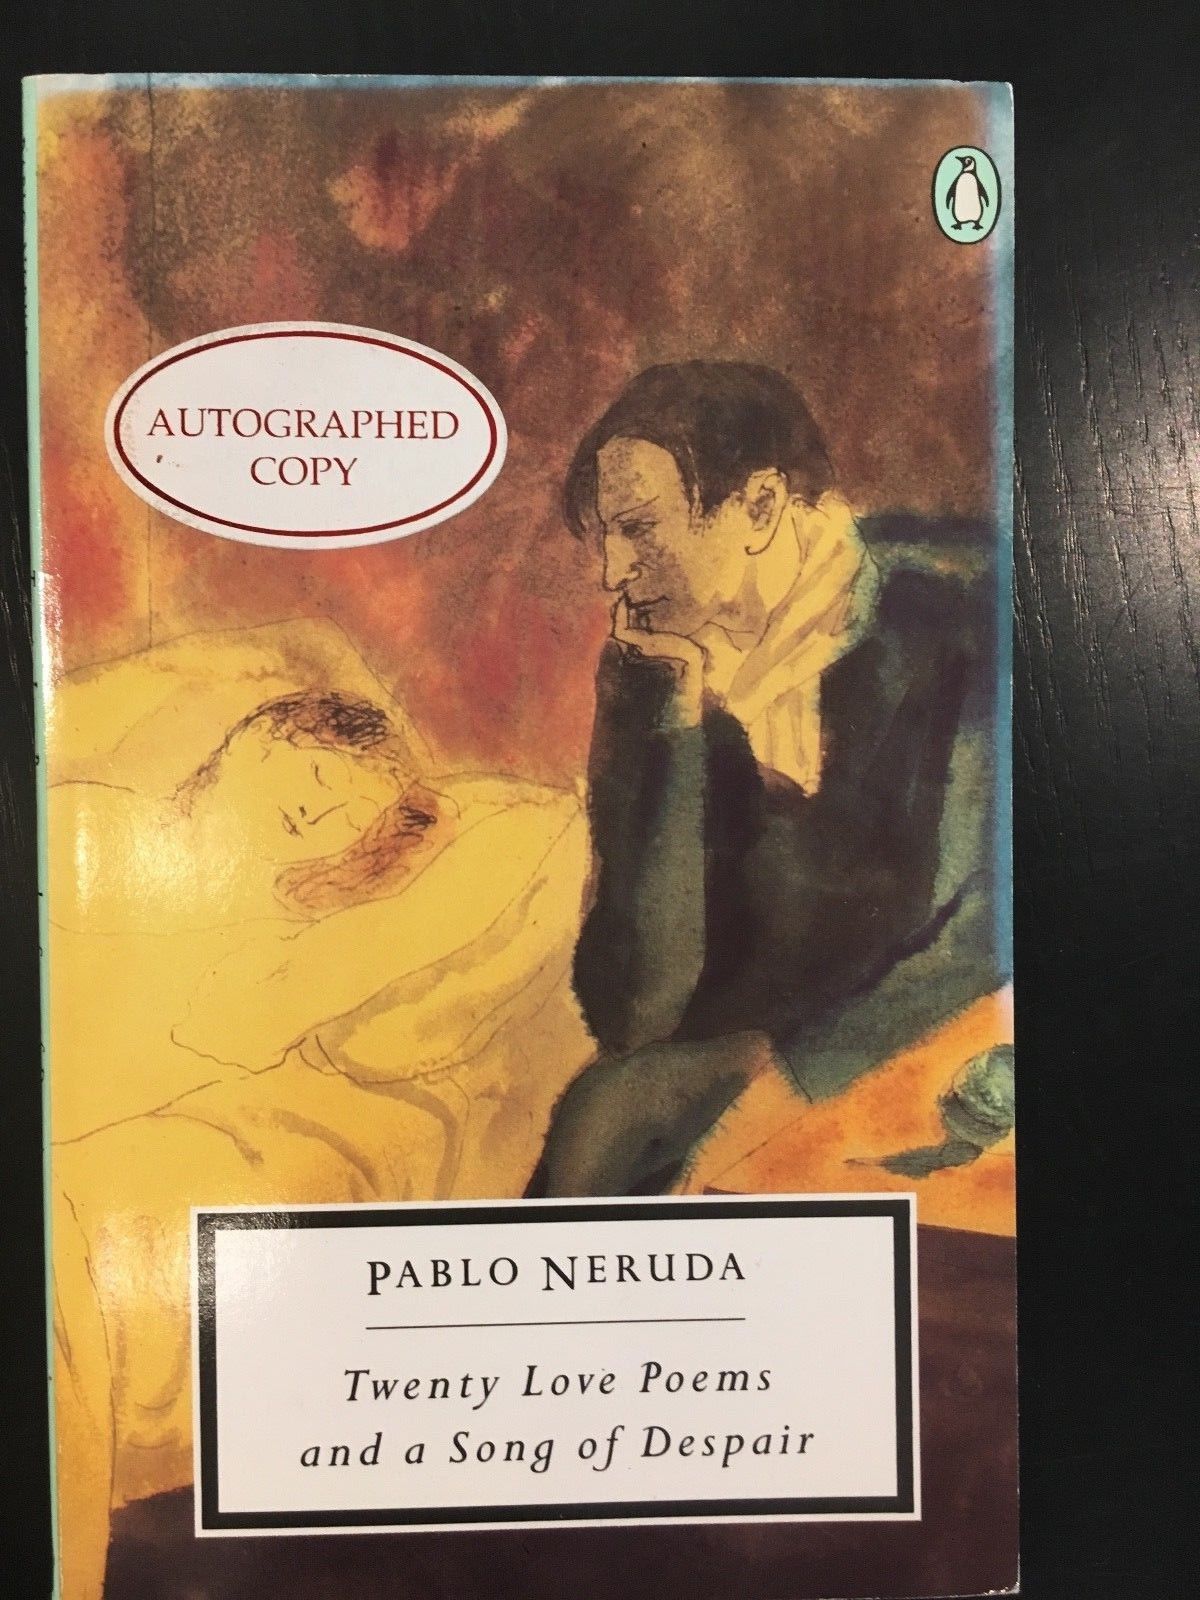 AUTOGRAPHED
COPY
PABLO NERUDA
Twenty Love Poems
and a Song of Despair